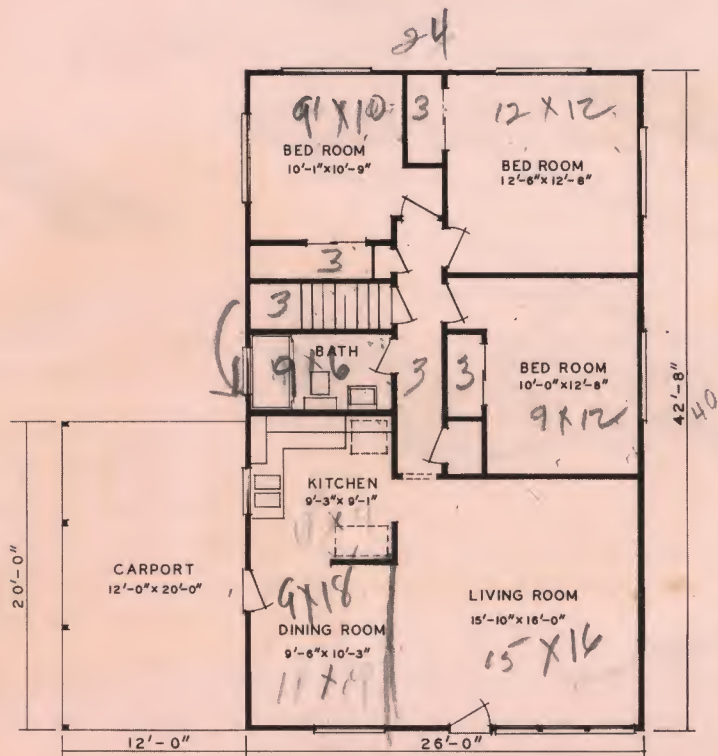 24
9' X 10
3
12 X 12
BED ROOM
10'-1"X10'-9"
BED ROOM
12'-6"X12'-8"
3
3
BATH
9 X 6
3
3
BED ROOM
10'-0"X12'-8"
9 X 12
42'-8"
40
KITCHEN
9'-3"X9'-1"
20'-0"
CARPORT
12'-0"X20'-0"
9X18
DINING ROOM
9'-6"X10'-3"
LIVING ROOM
15'-10"X16'-0"
15 X 16
12'-0"
26'-0"